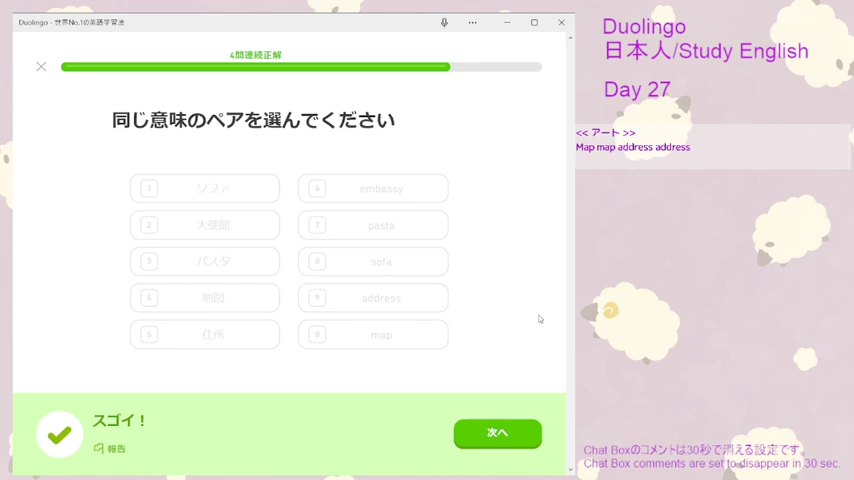 Duolingo - 世界No.1の英語学習法
4問連続正解
同じ意味のペアを選んでください
1 ソファ
2 大使館
3 パスタ
4 地図
5 住所
6 embassy
7 pasta
8 sofa
9 address
0 map
スゴイ！
報告
次へ
Duolingo
日本人/Study English
Day 27
<< アート >>
Map map address address
Chat Boxのコメントは30秒で消える設定です。
Chat Box comments are set to disappear in 30 sec.